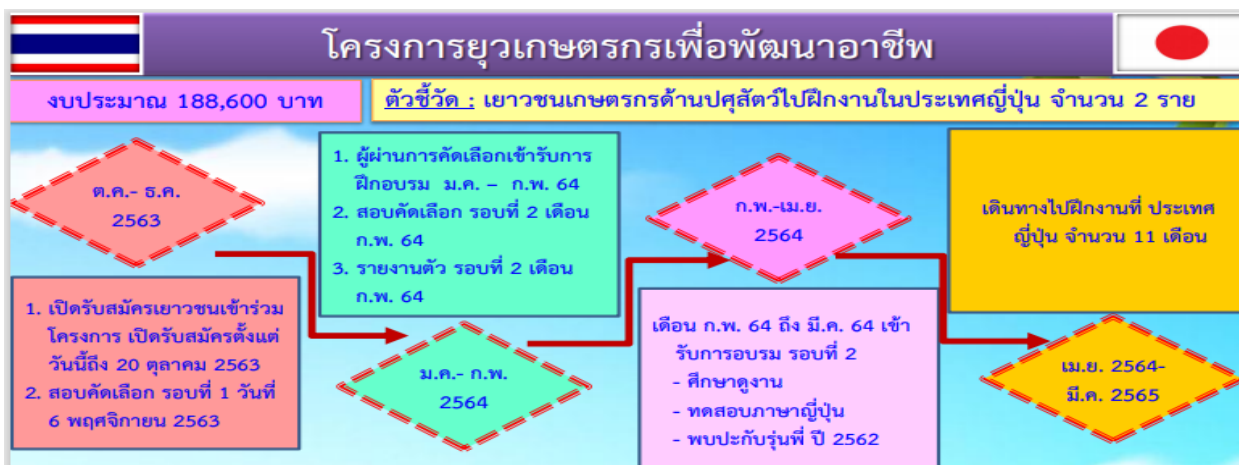 โครงการยุวเกษตรกรเพื่อพัฒนาอาชีพ
งบประมาณ 188,600 บาท
ตัวชี้วัด : เยาวชนเกษตรกรด้านปศุสัตว์ไปฝึกงานในประเทศญี่ปุ่น จำนวน 2 ราย
ต.ค.- ธ.ค.
2563
1. เปิดรับสมัครเยาวชนเข้าร่วม
โครงการ เปิดรับสมัครตั้งแต่
วันนี้ถึง 20 ตุลาคม 2563
2. สอบคัดเลือก รอบที่ 1 วันที่
6 พฤศจิกายน 2563
1. ผู้ผ่านการคัดเลือกเข้ารับการ
ฝึกอบรม ม.ค. – ก.พ. 64
2. สอบคัดเลือก รอบที่ 2 เดือน
ก.พ. 64
3. รายงานตัว รอบที่ 2 เดือน
ก.พ. 64
ม.ค.- ก.พ.
2564
ก.พ.-เม.ย.
2564
เดือน ก.พ. 64 ถึง มี.ค. 64 เข้า
รับการอบรม รอบที่ 2
- ศึกษาดูงาน
- ทดสอบภาษาญี่ปุ่น
- พบปะกับรุ่นพี่ ปี 2562
เดินทางไปฝึกงานที่ ประเทศ
ญี่ปุ่น จำนวน 11 เดือน
เม.ย. 2564-
มี.ค. 2565